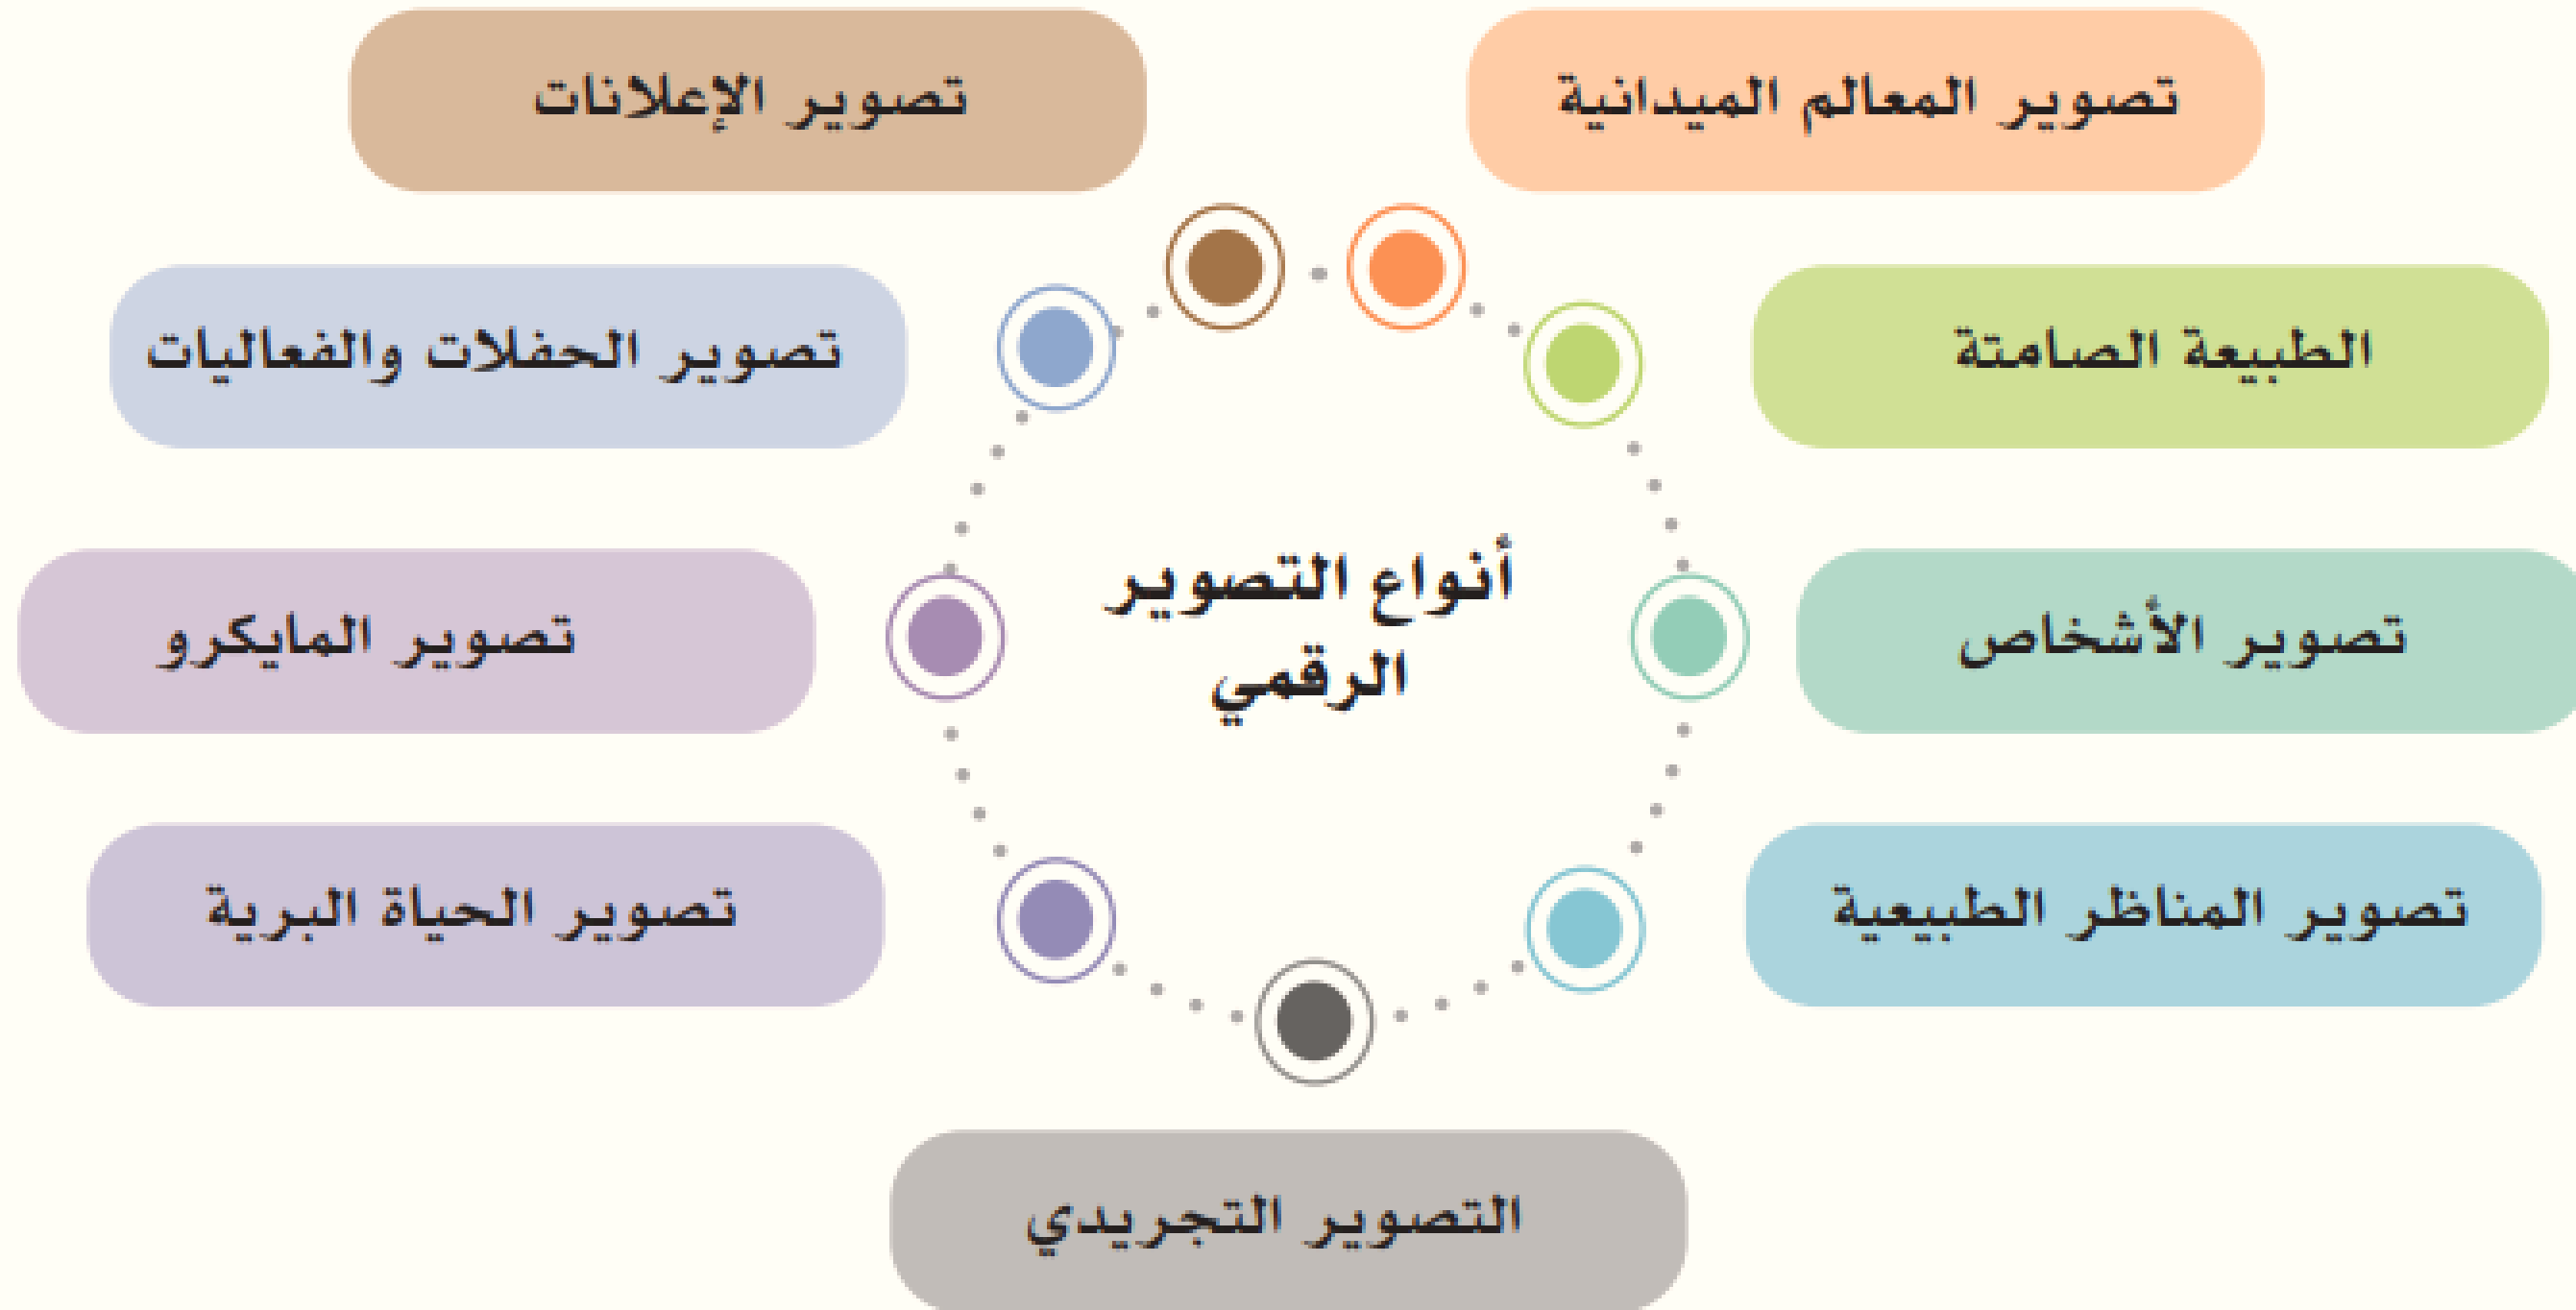 تصوير المعالم الميدانية
تصوير الإعلانات
الطبيعة الصامتة
تصوير الحفلات والفعاليات
أنواع التصوير
الرقمي
تصوير الأشخاص
تصوير المايكرو
تصوير المناظر الطبيعية
تصوير الحياة البرية
التصوير التجريدي